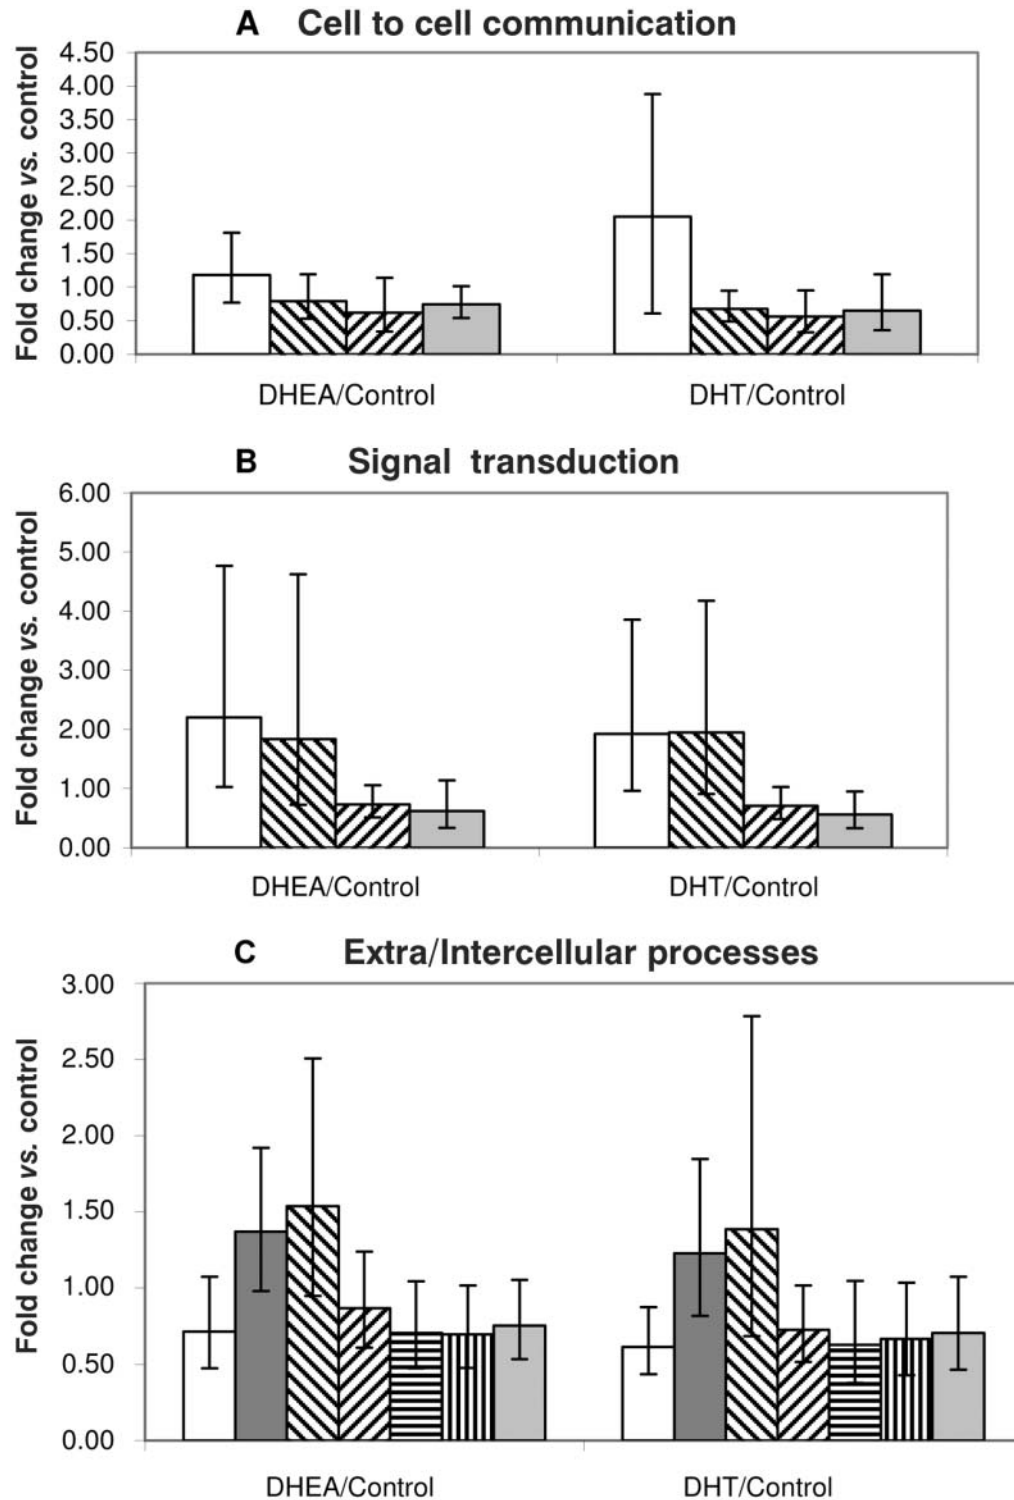 A Cell to cell communication
Fold change vs. control
4.50
4.00
3.50
3.00
2.50
2.00
1.50
1.00
0.50
0.00
DHEA/Control DHT/Control
B Signal transduction
Fold change vs. control
6.00
5.00
4.00
3.00
2.00
1.00
0.00
DHEA/Control DHT/Control
C Extra/Intercellular processes
Fold change vs. control
3.00
2.50
2.00
1.50
1.00
0.50
0.00
DHEA/Control DHT/Control